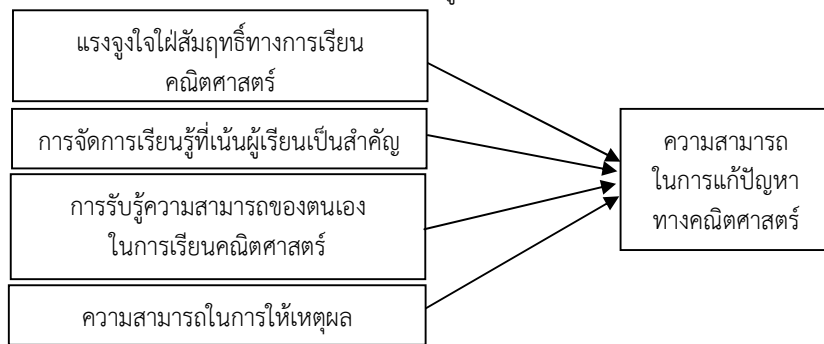 แรงจูงใจใฝ่สัมฤทธิ์ทางการเรียน
คณิตศาสตร์
การจัดการเรียนรู้ที่เน้นผู้เรียนเป็นสำคัญ
การรับรู้ความสามารถของตนเอง
ในการเรียนคณิตศาสตร์
ความสามารถในการให้เหตุผล
ความสามารถ
ในการแก้ปัญหา
ทางคณิตศาสตร์